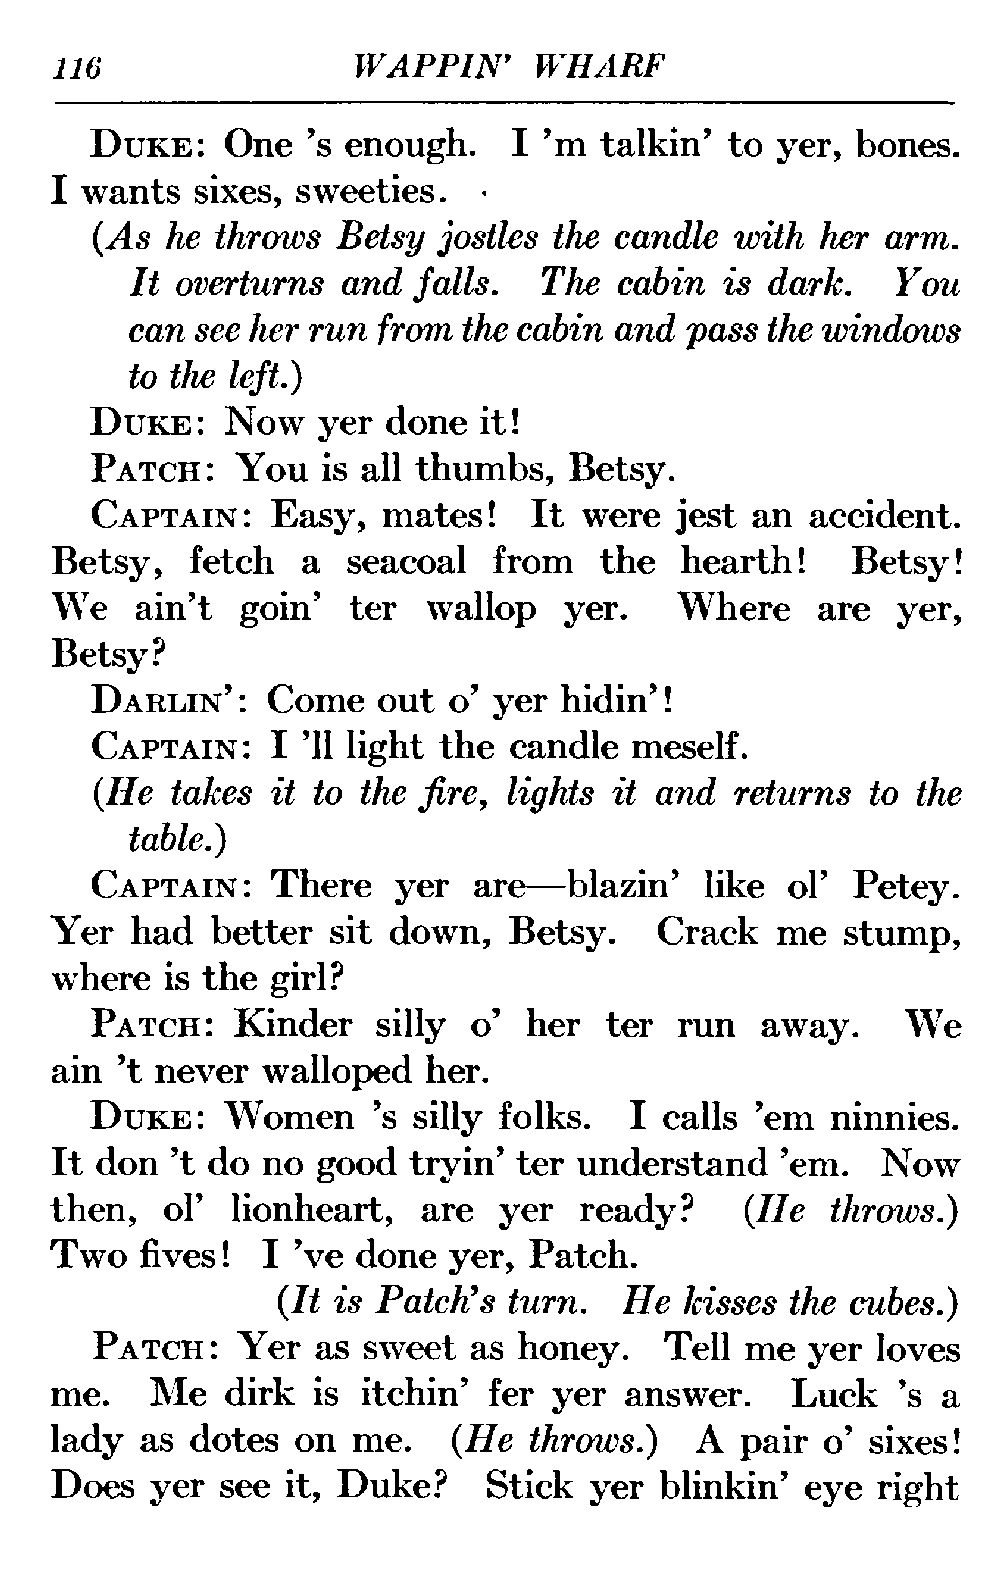 116 WAPPIN' WHARF
DUKE: One 's enough. I 'm talkin' to yer, bones.
I wants sixes, sweeties.
(As he throws Betsy jostles the candle with her arm.
It overturns and falls. The cabin is dark. You
can see her run from the cabin and pass the windows
to the left.)
DUKE: Now yer done it!
PATCH: You is all thumbs, Betsy.
CAPTAIN: Easy, mates! It were jest an accident.
Betsy, fetch a seacoal from the hearth! Betsy!
We ain't goin' ter wallop yer. Where are yer,
Betsy?
DARLIN': Come out o' yer hidin'!
CAPTAIN: I 'll light the candle meself.
(He takes it to the fire, lights it and returns to the
table.)
CAPTAIN: There yer are—blazin' like ol' Petey.
Yer had better sit down, Betsy. Crack me stump,
where is the girl?
PATCH: Kinder silly o' her ter run away. We
ain 't never walloped her.
DUKE: Women 's silly folks. I calls 'em ninnies.
It don 't do no good tryin' ter understand 'em. Now
then, ol' lionheart, are yer ready? (He throws.)
Two fives! I 've done yer, Patch.
(It is Patch's turn. He kisses the cubes.)
PATCH: Yer as sweet as honey. Tell me yer loves
me. Me dirk is itchin' fer yer answer. Luck 's a
lady as dotes on me. (He throws.) A pair o' sixes!
Does yer see it, Duke? Stick yer blinkin' eye right